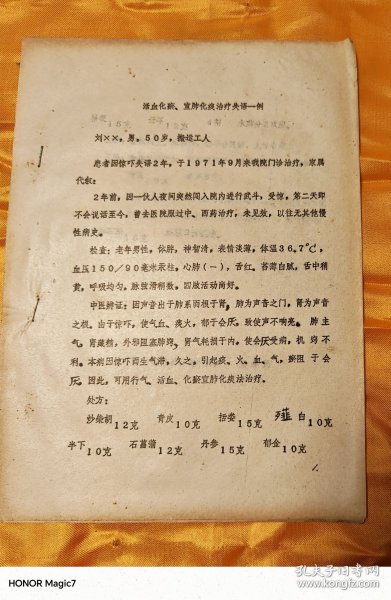 活血化瘀、宣肺化痰治疗失语一例
刘××，男，50岁，搬运工人
患者因惊吓失语2年，于1971年9月来我院门诊治疗，家属
代叙：
2年前，因一伙人夜间突然闯入院内进行武斗，受惊，第二天即
不会说话至今，曾去医院服过中、西药治疗，未见效，以往无其他慢
性病史。
检查：老年男性，体胖，神智清，表情淡薄，体温36.7℃，
血压150／90毫米汞柱，心肺（一），舌红，苔薄白腻，舌中稍
黄，呼吸均匀，脉弦滑稍数，四肢活动尚好。
中医辨证：因声音出于肺系而根于肾，肺为声音之门，肾为声音
之根，由于惊吓，使气血、痰火，郁于会厌，致使声不响亮。肺主
气，肾藏精，外邪阻塞肺窍，肾气耗损于内，使会厌受病，机窍不
利。本病因惊吓而生气滞，久之，引起痰、火、血、气，瘀阻于会
厌，因此，可用行气、活血、化瘀宣肺化痰法治疗。
处方：
炒柴胡12克 青皮10克 括蒌15克 薤白10克
半下10克 石菖蒲12克 丹参15克 郁金10克
HONOR Magic7
孔夫子旧书网